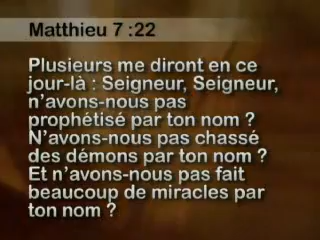 Matthieu 7 :22
Plusieurs me diront en ce
jour-là : Seigneur, Seigneur,
n'avons-nous pas
prophétisé par ton nom ?
N'avons-nous pas chassé
des démons par ton nom ?
Et n'avons-nous pas fait
beaucoup de miracles par
ton nom ?